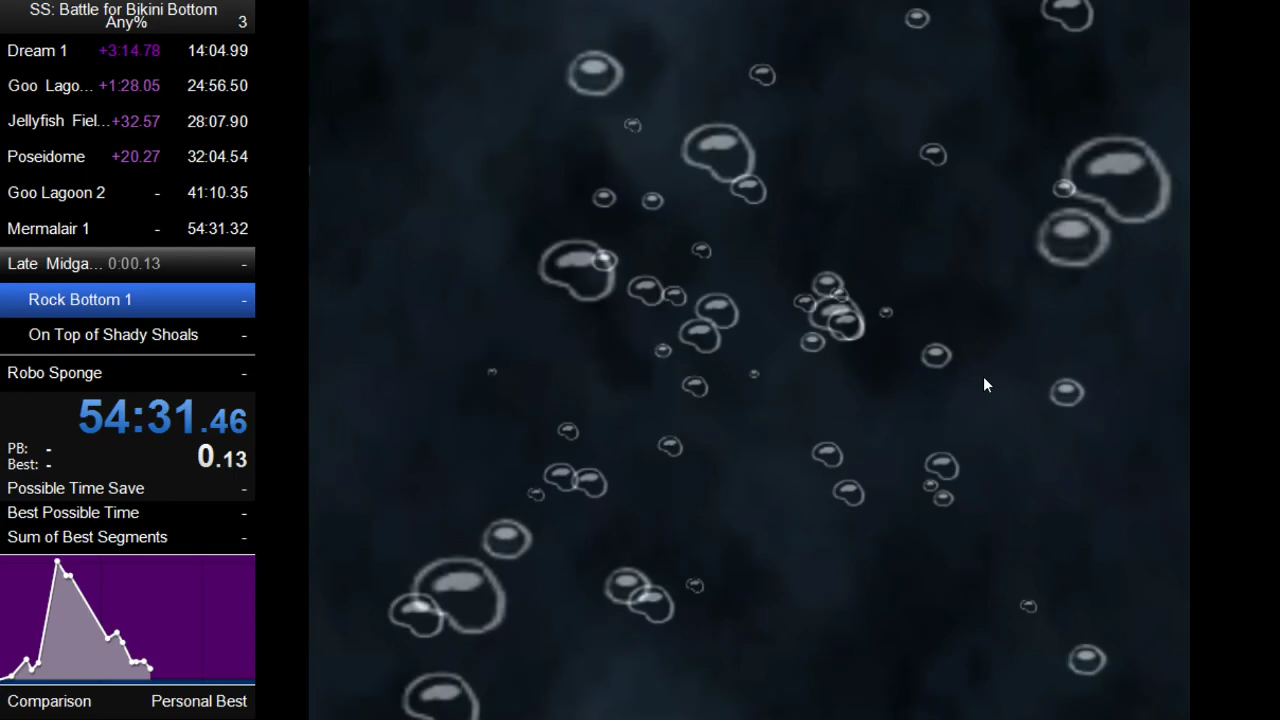 SS: Battle for Bikini Bottom
Any% 3
Dream 1 +3:14.78 14:04.99
Goo Lago... +1:28.05 24:56.50
Jellyfish Fiel... +32.57 28:07.90
Poseidome +20.27 32:04.54
Goo Lagoon 2 - 41:10.35
Mermalair 1 - 54:31.32
Late Midga... 0:00.13 -
Rock Bottom 1 -
On Top of Shady Shoals -
Robo Sponge -
54:31.46
PB: -
Best: - 0.13
Possible Time Save -
Best Possible Time -
Sum of Best Segments -
Comparison Personal Best